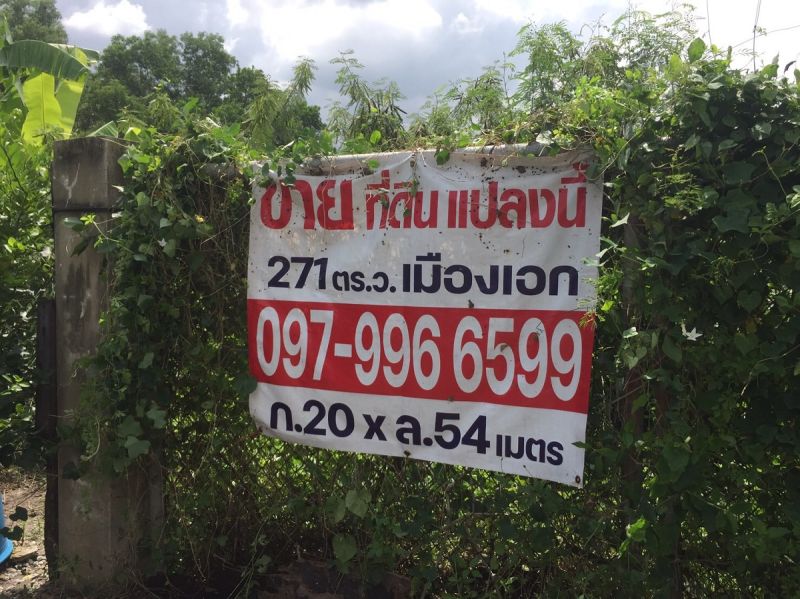 ขาย ที่ดิน แปลงนี้
271 ตร.ว. เมืองเอก
097-996 6599
ก.20 x ล.54 เมตร